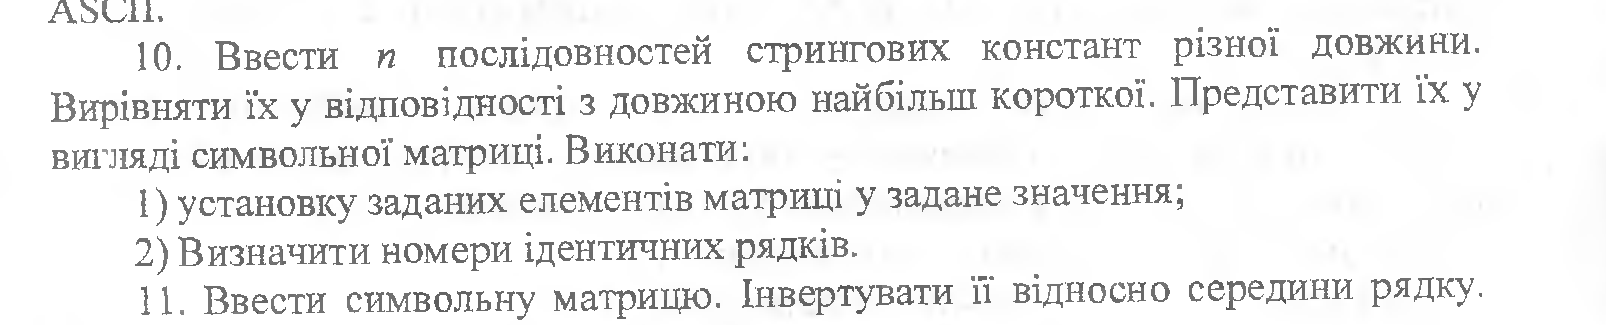 ASCII.
10. Ввести n послідовностей стрингових констант різної довжини.
Вирівняти їх у відповідності з довжиною найбільш короткої. Представити їх у
вигляді символьної матриці. Виконати:
1) установку заданих елементів матриці у задане значення;
2) Визначити номери ідентичних рядків.
11. Ввести символьну матрицю. Інвертувати її відносно середини рядку.